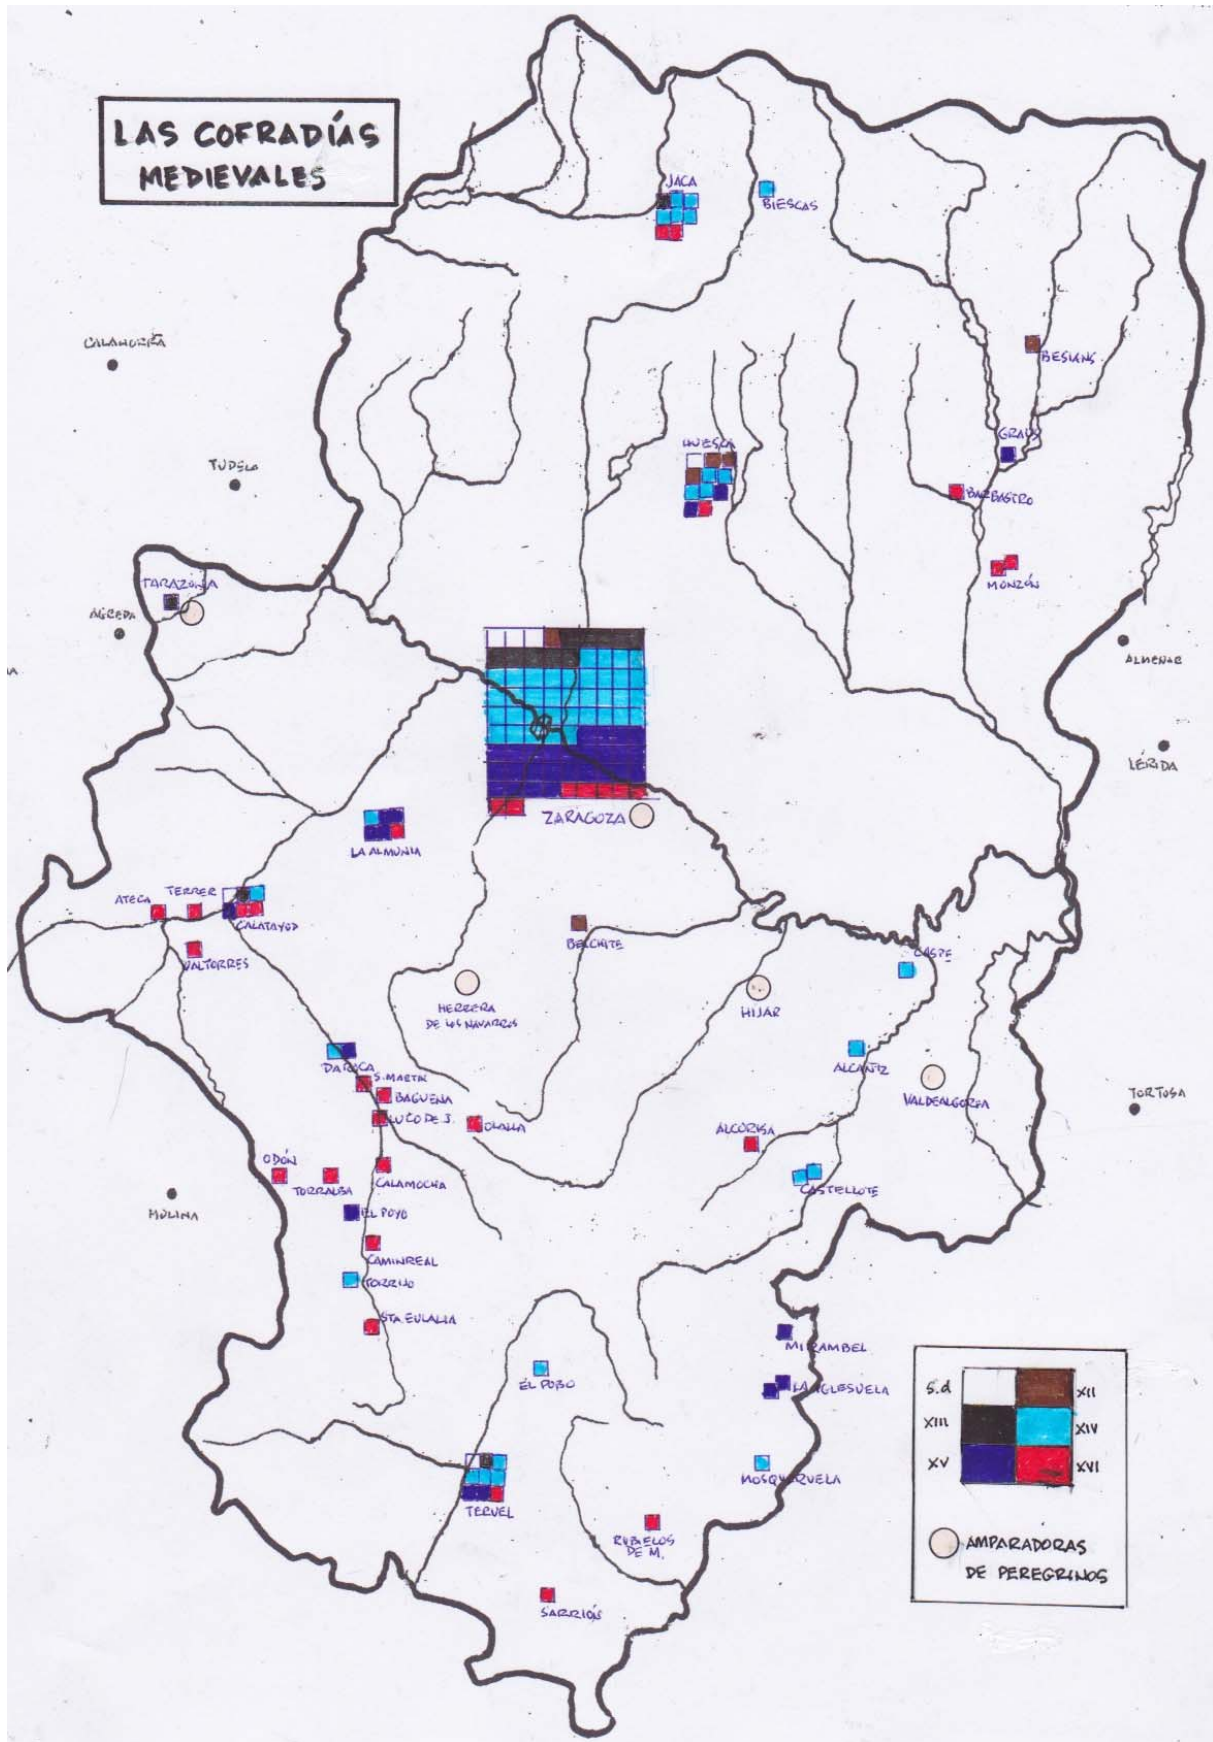 LAS COFRADÍAS
MEDIEVALES
JACA
BIESCAS
CALAHORRA
BESIANS
GRAUS
TUDELA
HUESCA
BARBASTRO
TARAZONA
MONZÓN
AGREDA
ALMENAR
LÉRIDA
ZARAGOZA
LA ALMUNIA
ATECA
TERRER
CALATAYUD
BELCHITE
VALTORRES
CASPE
HERRERA
DE LOS NAVARROS
HIJAR
DAROCA
ALCAÑIZ
S. MARTIN
BAGUENA
VALDEALGORFA
TORTOSA
LUCO DE J.
OLALLA
ALCORISA
ODÓN
TORRALBA
CALAMOCHA
CASTELLOTE
MOLINA
EL POYO
CAMINREAL
TORRIJO
STA. EULALIA
MIRAMBEL
EL POBO
LA IGLESUELA
S.d
XII
XIII
XIV
XV
XVI
MOSQUERUELA
TERUEL
RUBIELOS
DE M.
AMPARADORAS
DE PEREGRINOS
SARRIÓN